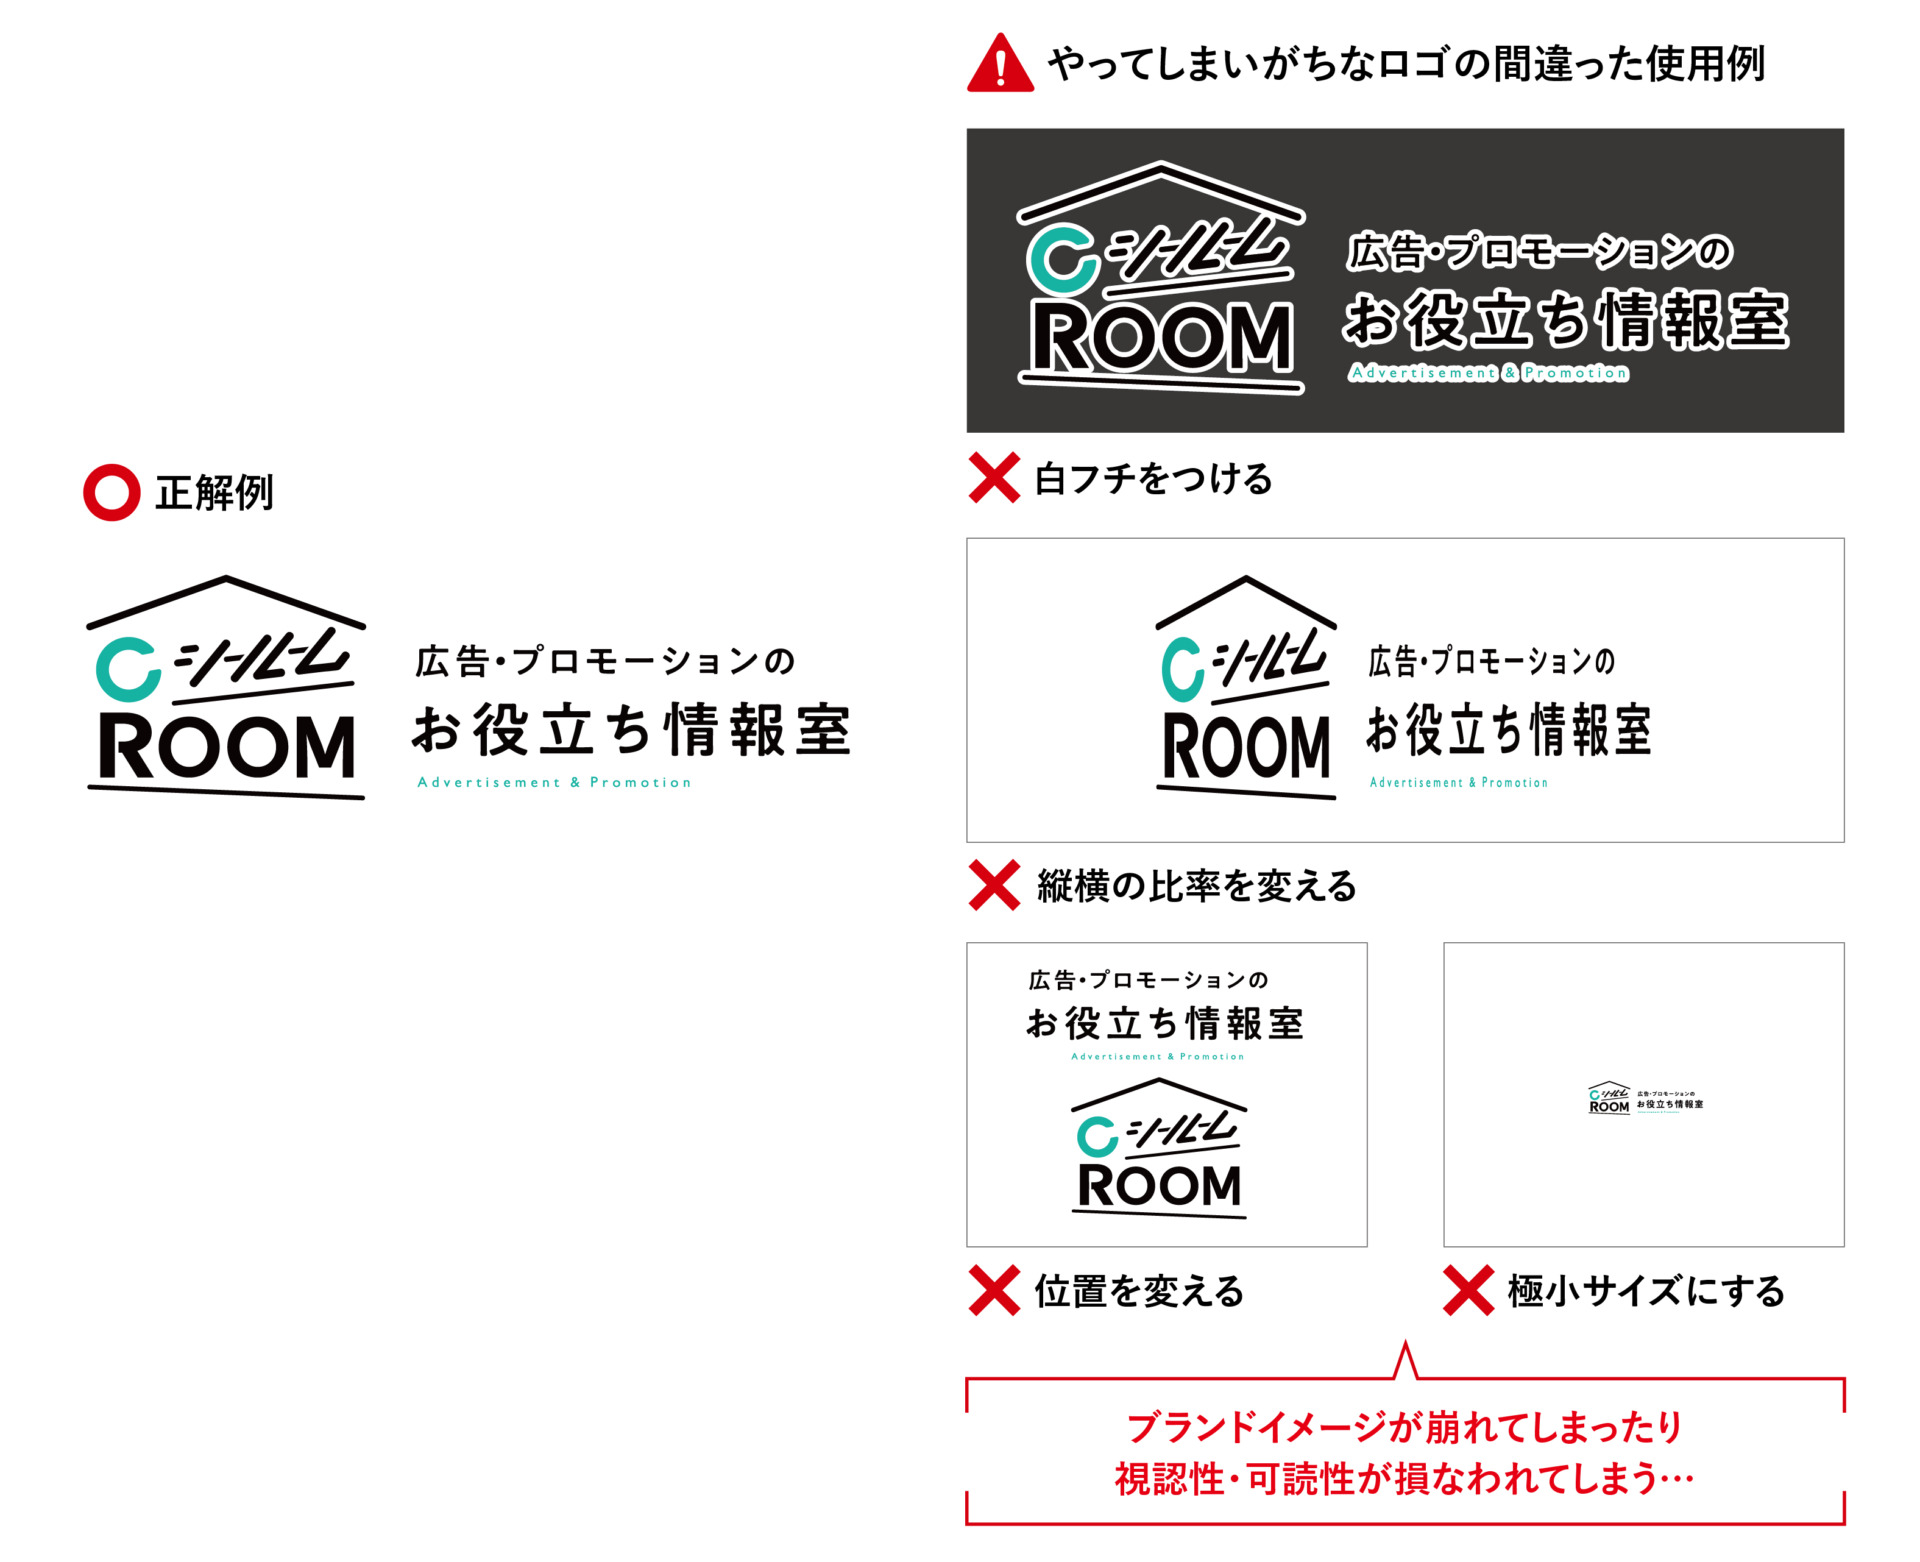 正解例
C シールーム
ROOM
広告・プロモーションの
お役立ち情報室
Advertisement & Promotion
やってしまいがちなロゴの間違った使用例
C シールーム
ROOM
広告・プロモーションの
お役立ち情報室
Advertisement & Promotion
白フチをつける
C シールーム
ROOM
広告・プロモーションの
お役立ち情報室
Advertisement & Promotion
縦横の比率を変える
広告・プロモーションの
お役立ち情報室
Advertisement & Promotion
C シールーム
ROOM
位置を変える
C シールーム
ROOM
広告・プロモーションの
お役立ち情報室
極小サイズにする
ブランドイメージが崩れてしまったり
視認性・可読性が損なわれてしまう…